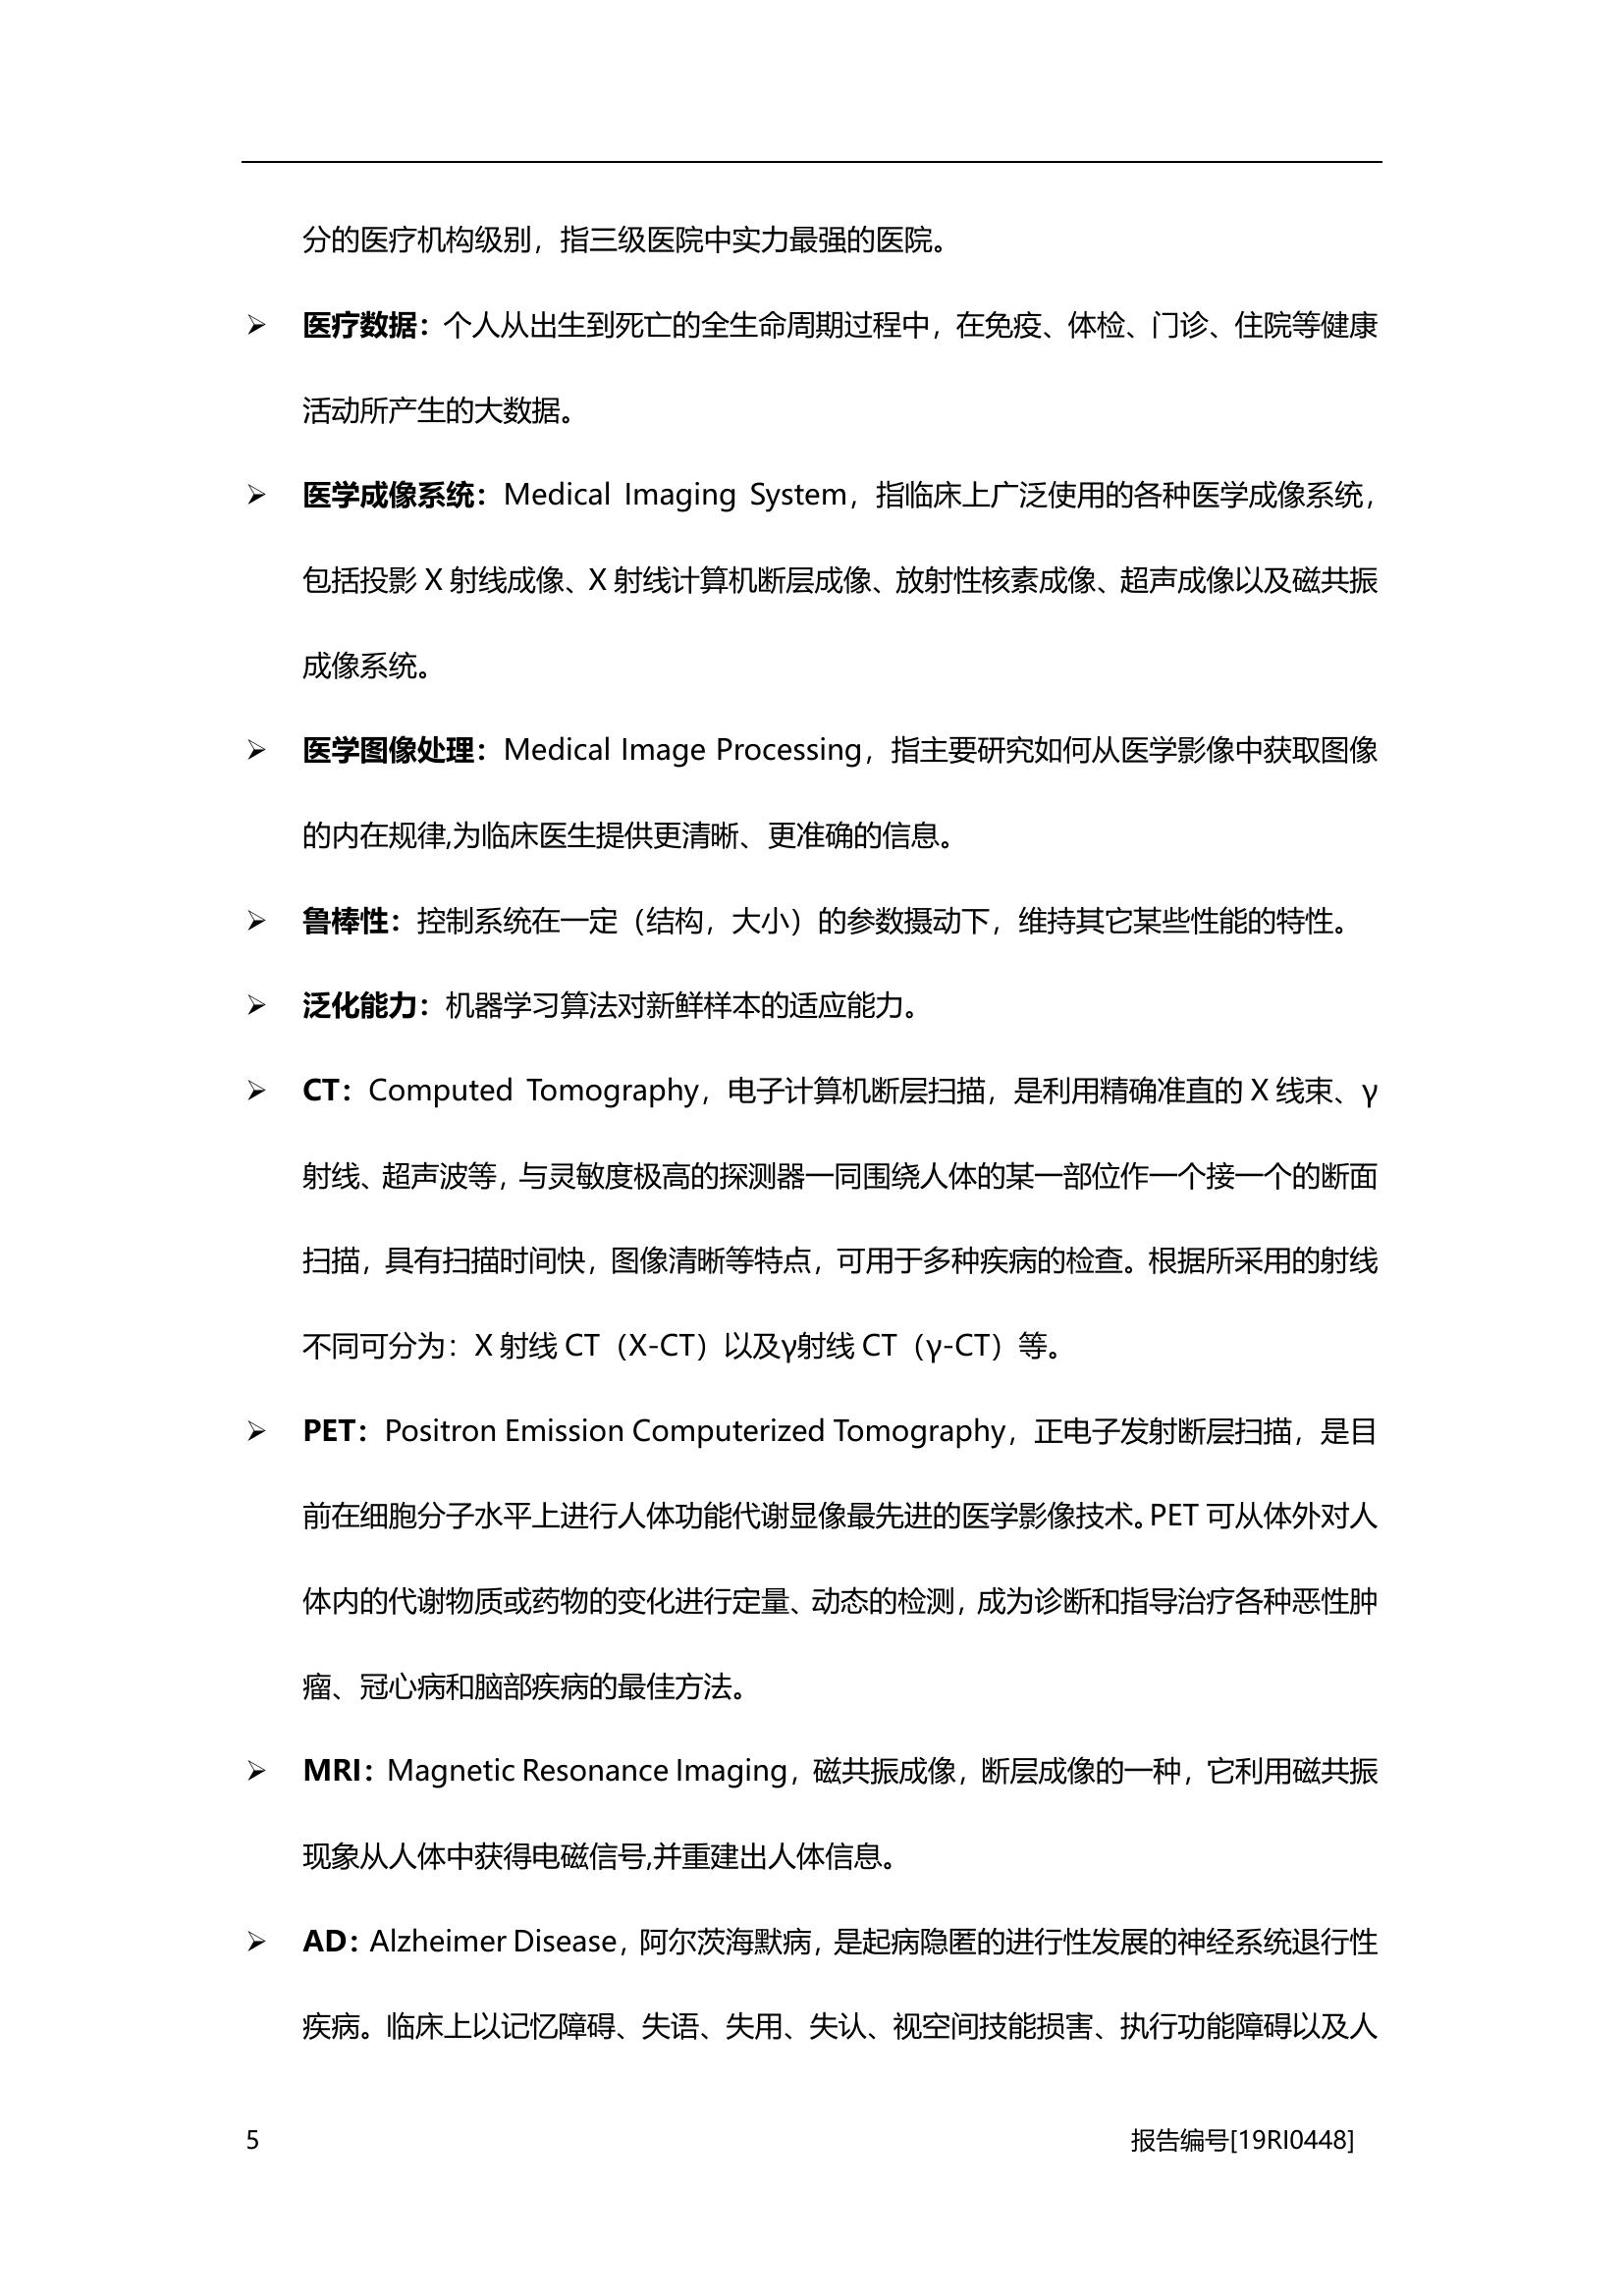 分的医疗机构级别，指三级医院中实力最强的医院。
➢ 医疗数据：个人从出生到死亡的全生命周期过程中，在免疫、体检、门诊、住院等健康
活动所产生的大数据。
➢ 医学成像系统：Medical Imaging System，指临床上广泛使用的各种医学成像系统，
包括投影 X 射线成像、X 射线计算机断层成像、放射性核素成像、超声成像以及磁共振
成像系统。
➢ 医学图像处理：Medical Image Processing，指主要研究如何从医学影像中获取图像
的内在规律,为临床医生提供更清晰、更准确的信息。
➢ 鲁棒性：控制系统在一定（结构，大小）的参数摄动下，维持其它某些性能的特性。
➢ 泛化能力：机器学习算法对新鲜样本的适应能力。
➢ CT：Computed Tomography，电子计算机断层扫描，是利用精确准直的 X 线束、γ
射线、超声波等，与灵敏度极高的探测器一同围绕人体的某一部位作一个接一个的断面
扫描，具有扫描时间快，图像清晰等特点，可用于多种疾病的检查。根据所采用的射线
不同可分为：X 射线 CT（X-CT）以及γ射线 CT（γ-CT）等。
➢ PET：Positron Emission Computerized Tomography，正电子发射断层扫描，是目
前在细胞分子水平上进行人体功能代谢显像最先进的医学影像技术。PET 可从体外对人
体内的代谢物质或药物的变化进行定量、动态的检测，成为诊断和指导治疗各种恶性肿
瘤、冠心病和脑部疾病的最佳方法。
➢ MRI：Magnetic Resonance Imaging，磁共振成像，断层成像的一种，它利用磁共振
现象从人体中获得电磁信号,并重建出人体信息。
➢ AD：Alzheimer Disease，阿尔茨海默病，是起病隐匿的进行性发展的神经系统退行性
疾病。临床上以记忆障碍、失语、失用、失认、视空间技能损害、执行功能障碍以及人
5 报告编号[19RI0448]